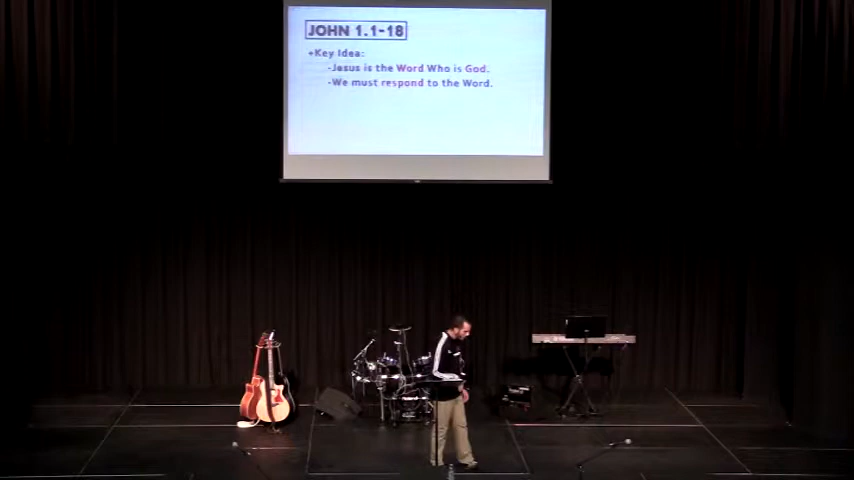 JOHN 1.1-18
+Key Idea:
-Jesus is the Word Who is God.
-We must respond to the Word.